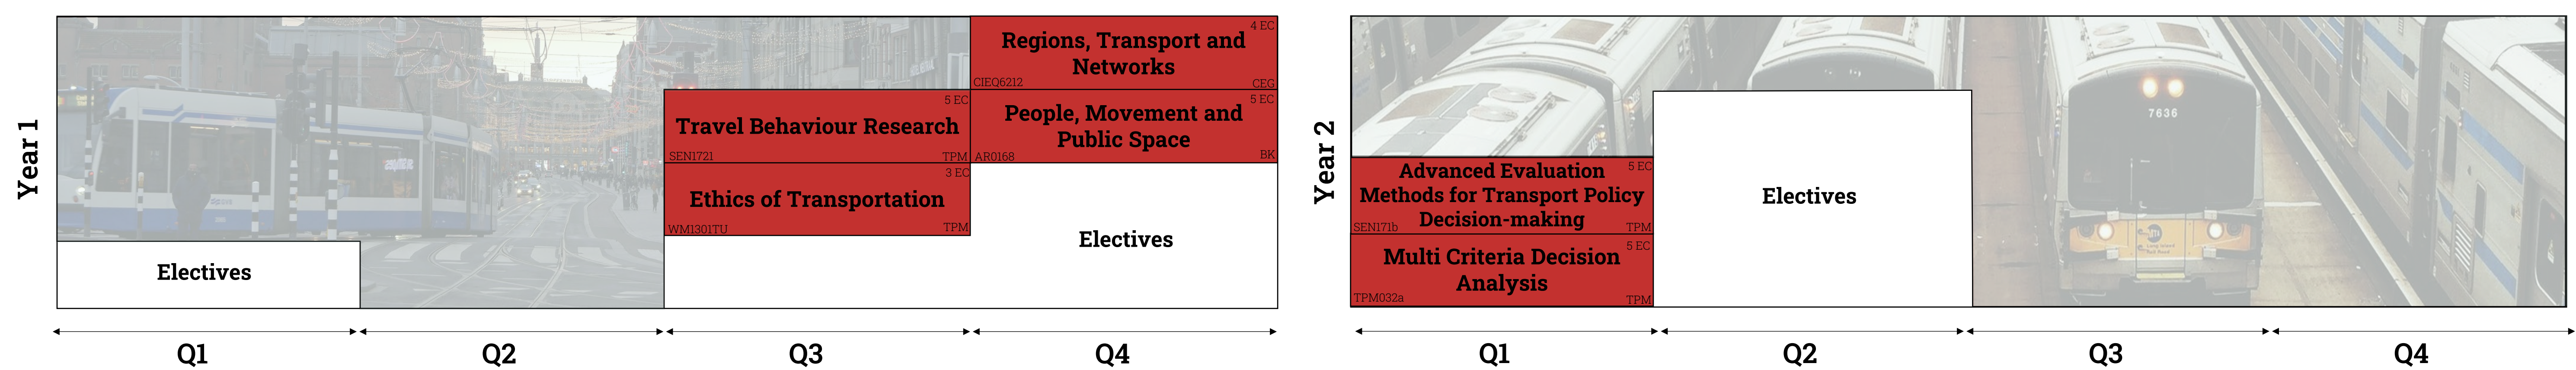 Year 1
Electives
5 EC
Travel Behaviour Research
SEN1721
TPM
3 EC
Ethics of Transportation
WM1301TU
TPM
4 EC
Regions, Transport and
Networks
CIEQ6212
CEG
5 EC
People, Movement and
Public Space
AR0168
BK
Electives
Q1
Q2
Q3
Q4
Year 2
5 EC
Advanced Evaluation
Methods for Transport Policy
Decision-making
SEN171b
TPM
5 EC
Multi Criteria Decision
Analysis
TPM032a
TPM
Electives
7636
Q1
Q2
Q3
Q4